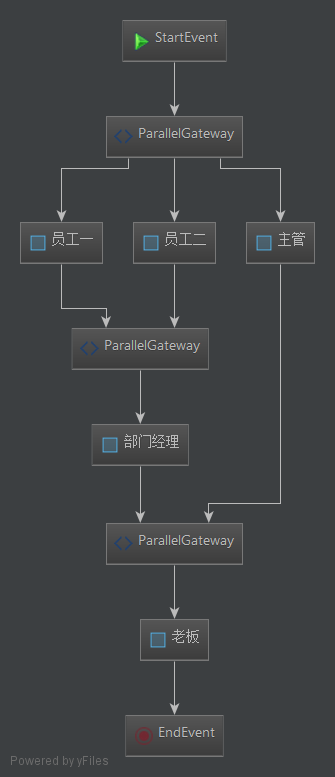 StartEvent
ParallelGateway
员工一
员工二
主管
ParallelGateway
部门经理
ParallelGateway
老板
EndEvent
Powered by yFiles